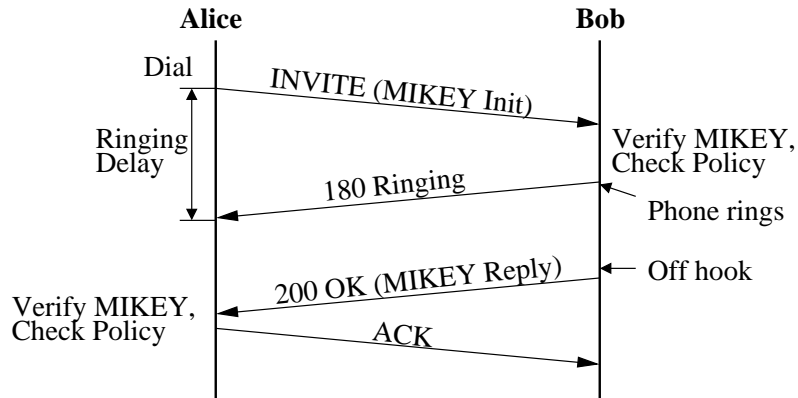 Alice
Bob
Dial
INVITE (MIKEY Init)
Ringing
Delay
Verify MIKEY,
Check Policy
180 Ringing
Phone rings
200 OK (MIKEY Reply)
Off hook
Verify MIKEY,
Check Policy
ACK